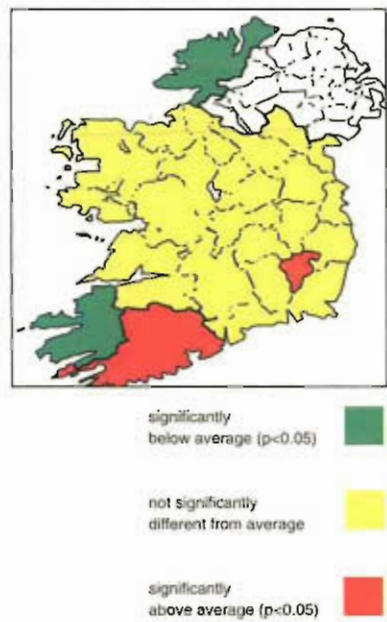 significantly
below average (p<0.05)
not significantly
different from average
significantly
above average (p<0.05)